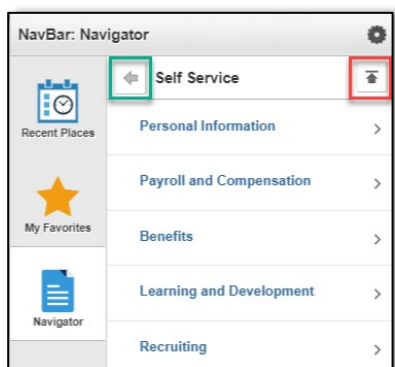 NavBar: Navigator
Self Service
Recent Places
Personal Information
Payroll and Compensation
My Favorites
Benefits
Learning and Development
Navigator
Recruiting